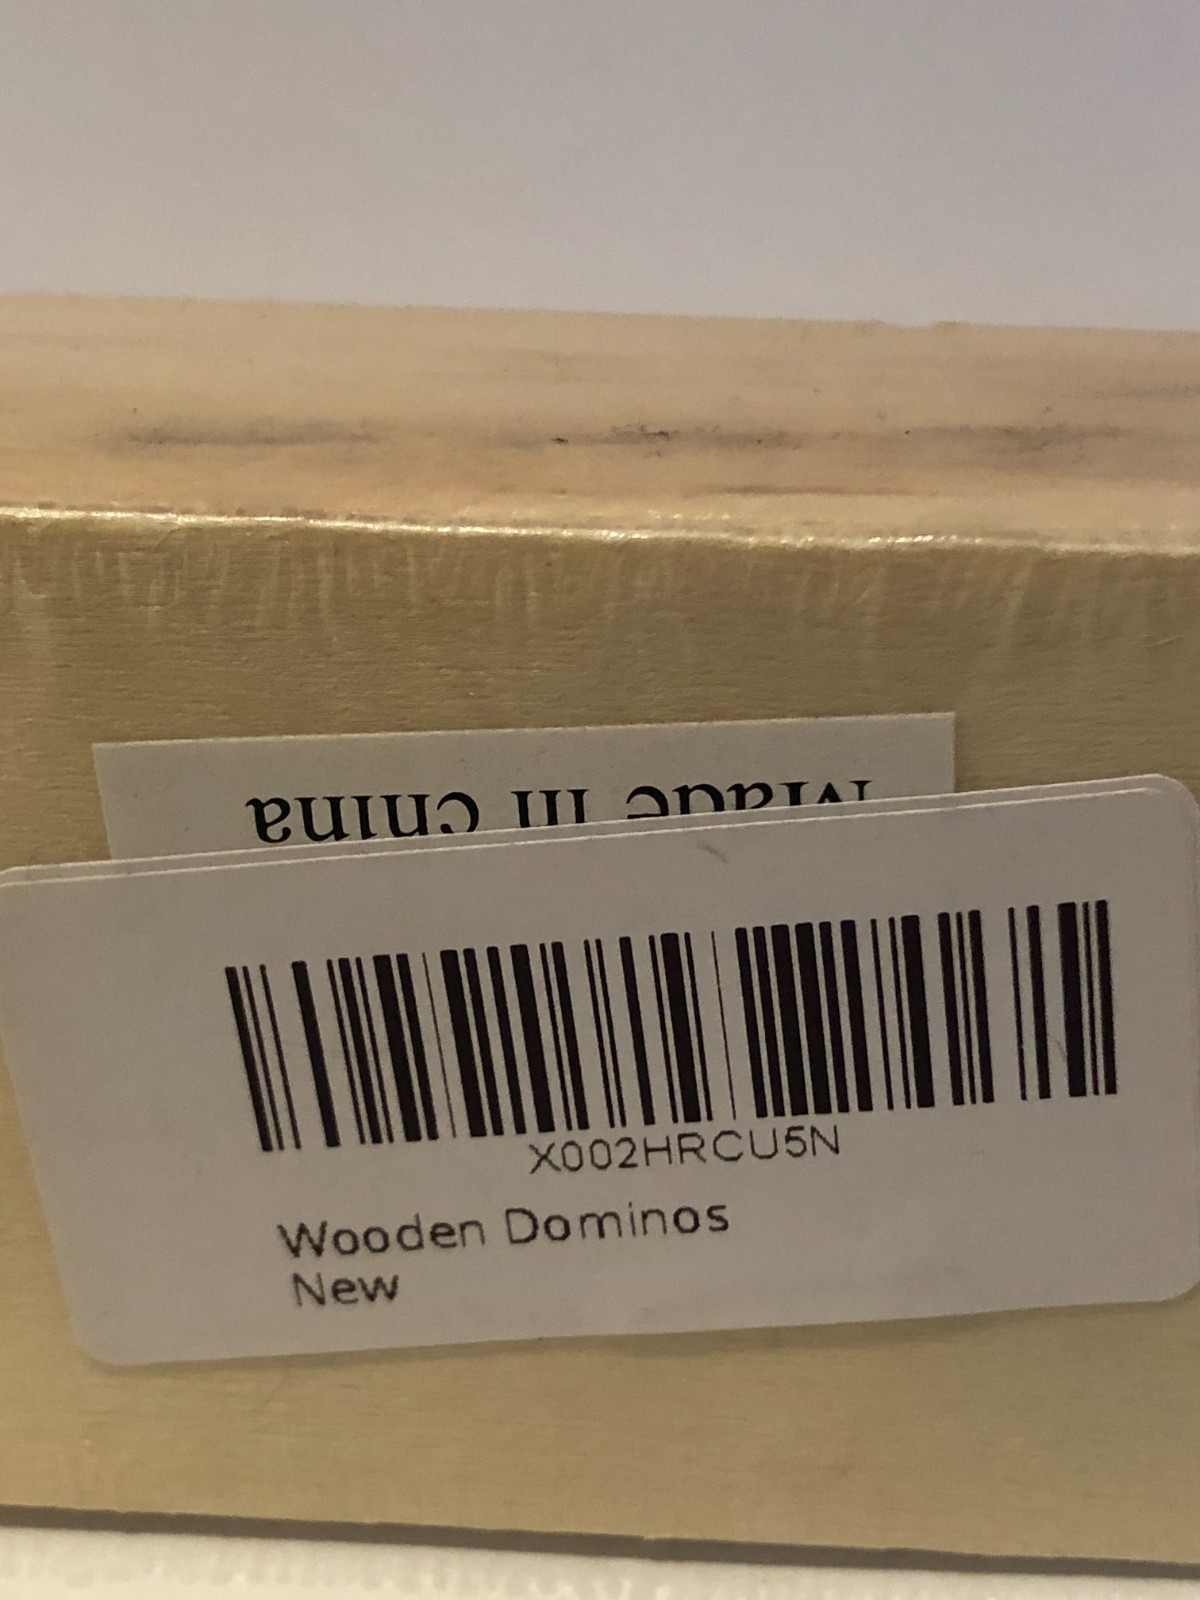 Made in china
X002HRCU5N
Wooden Dominos
New